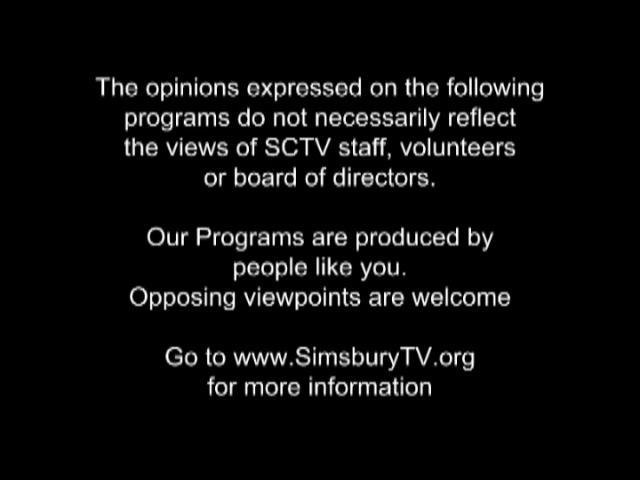 The opinions expressed on the following
programs do not necessarily reflect
the views of SCTV staff, volunteers
or board of directors.
Our Programs are produced by
people like you.
Opposing viewpoints are welcome
Go to www.SimsburyTV.org
for more information